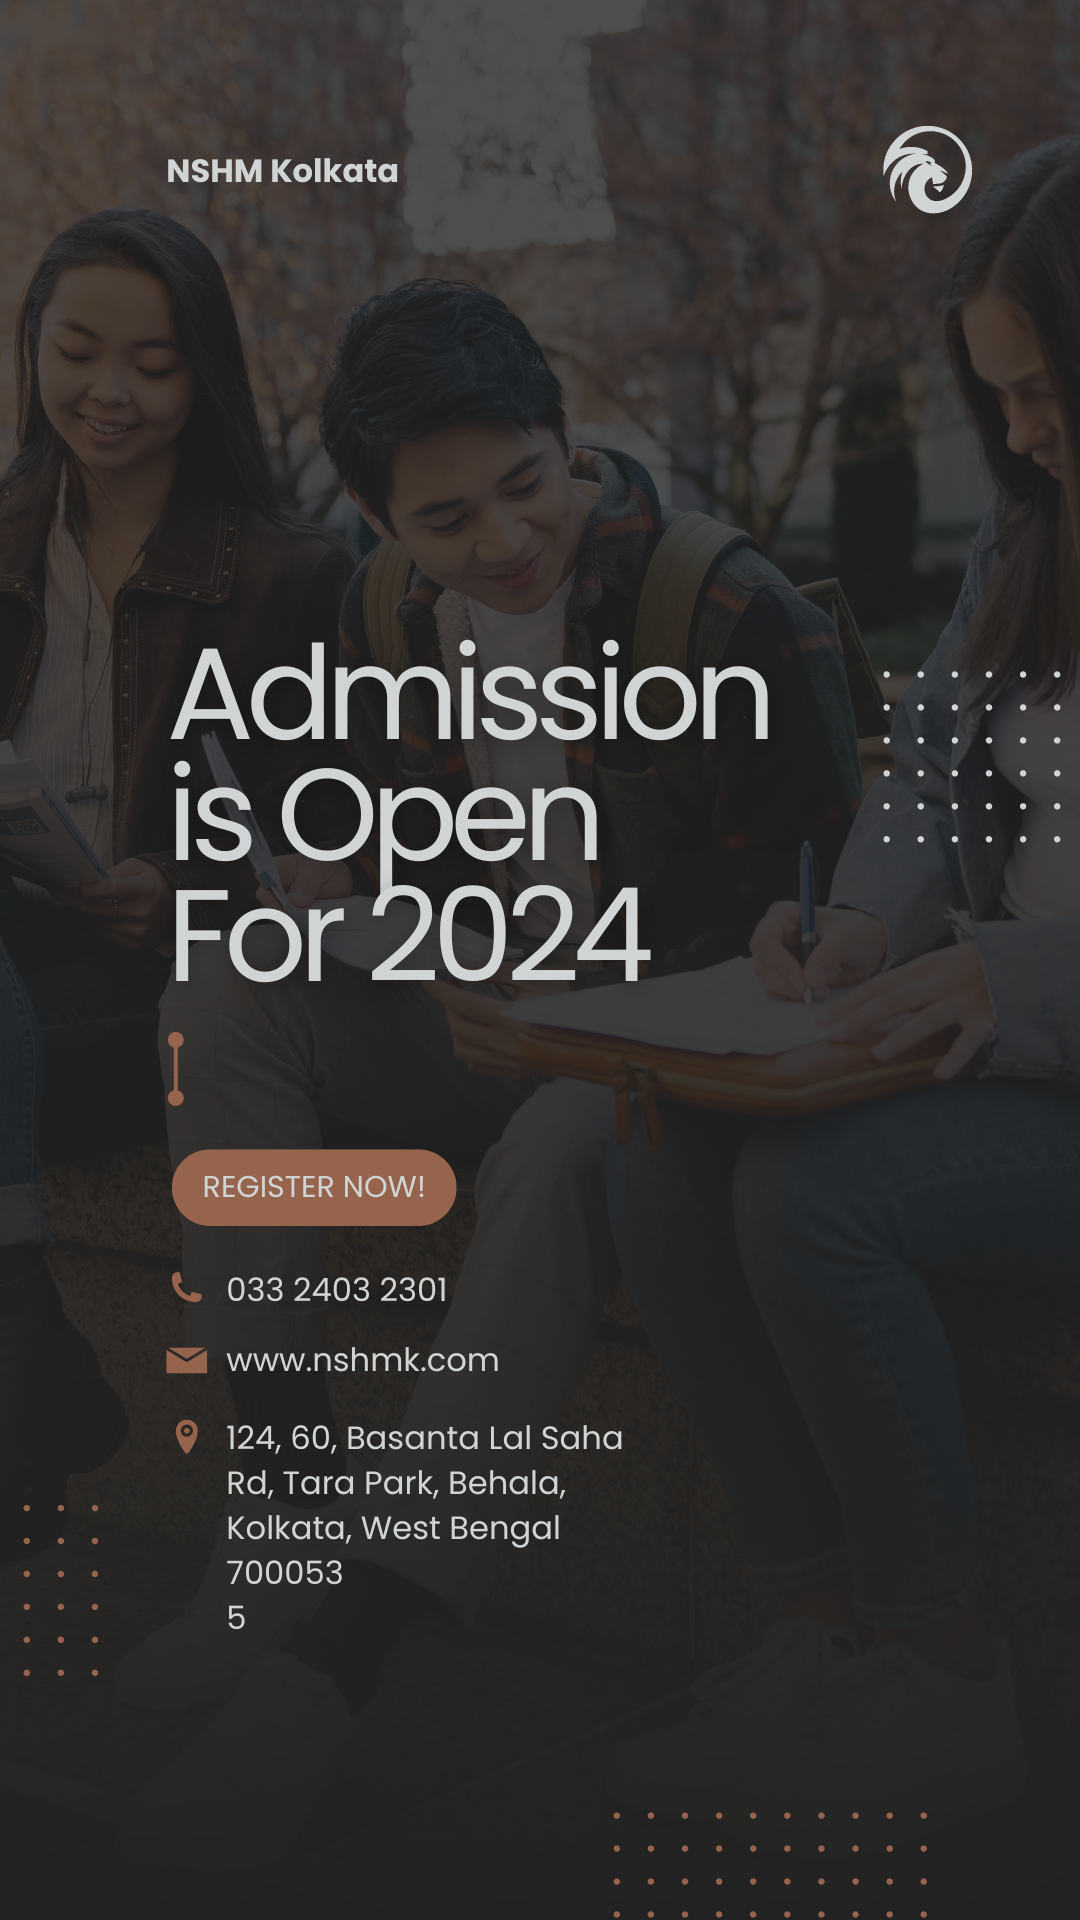 NSHM Kolkata
Admission
is Open
For 2024
REGISTER NOW!
033 2403 2301
www.nshmk.com
124, 60, Basanta Lal Saha
Rd, Tara Park, Behala,
Kolkata, West Bengal
700053
5